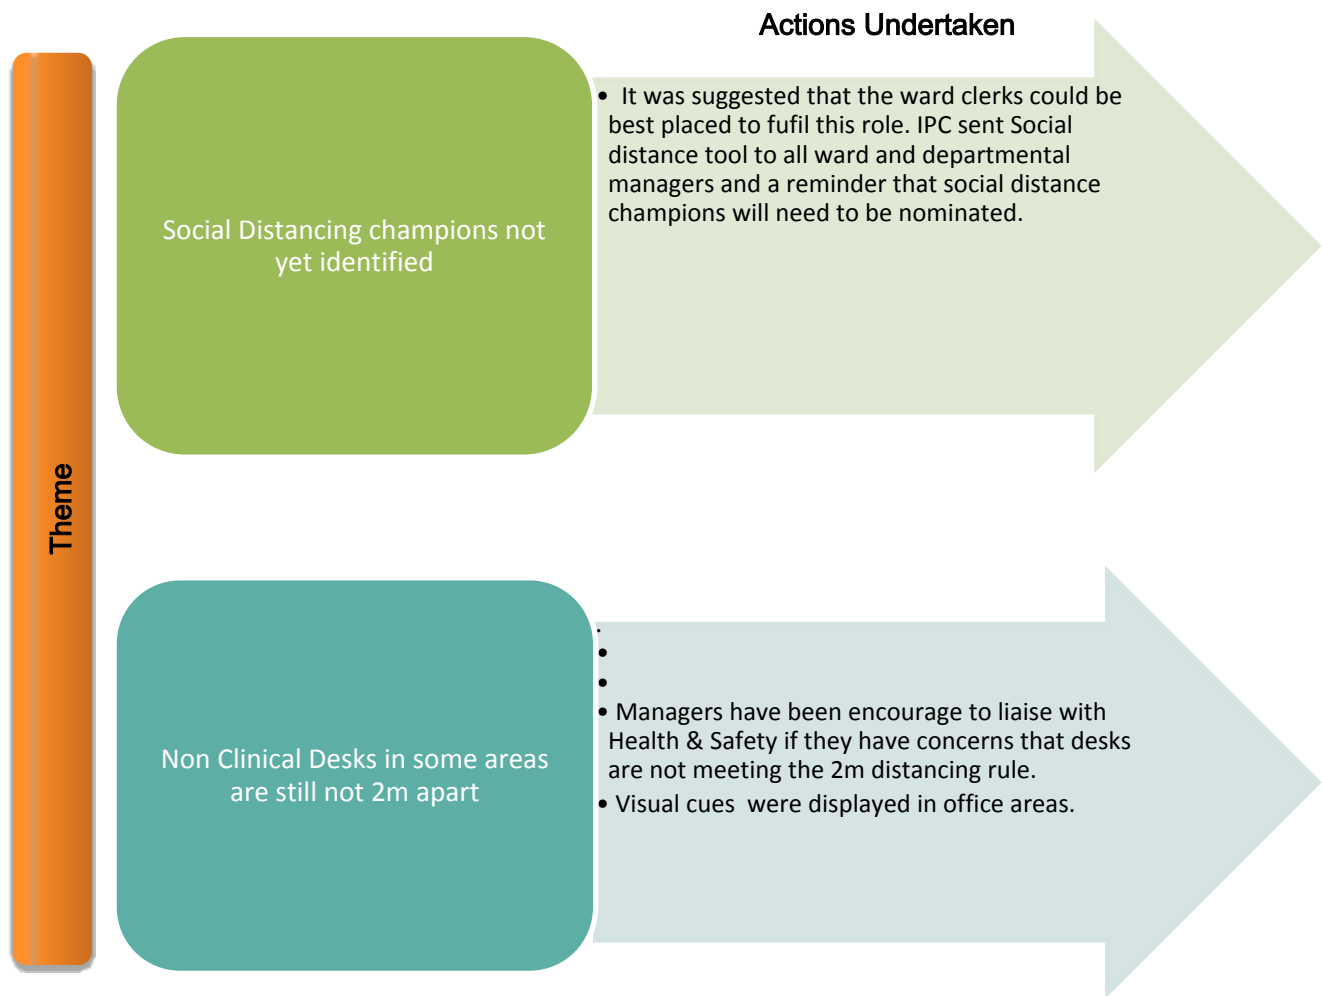 Actions Undertaken
Theme
Social Distancing champions not
yet identified
• It was suggested that the ward clerks could be
best placed to fufil this role. IPC sent Social
distance tool to all ward and departmental
managers and a reminder that social distance
champions will need to be nominated.
Non Clinical Desks in some areas
are still not 2m apart
•
•
•
• Managers have been encourage to liaise with
Health & Safety if they have concerns that desks
are not meeting the 2m distancing rule.
• Visual cues  were displayed in office areas.